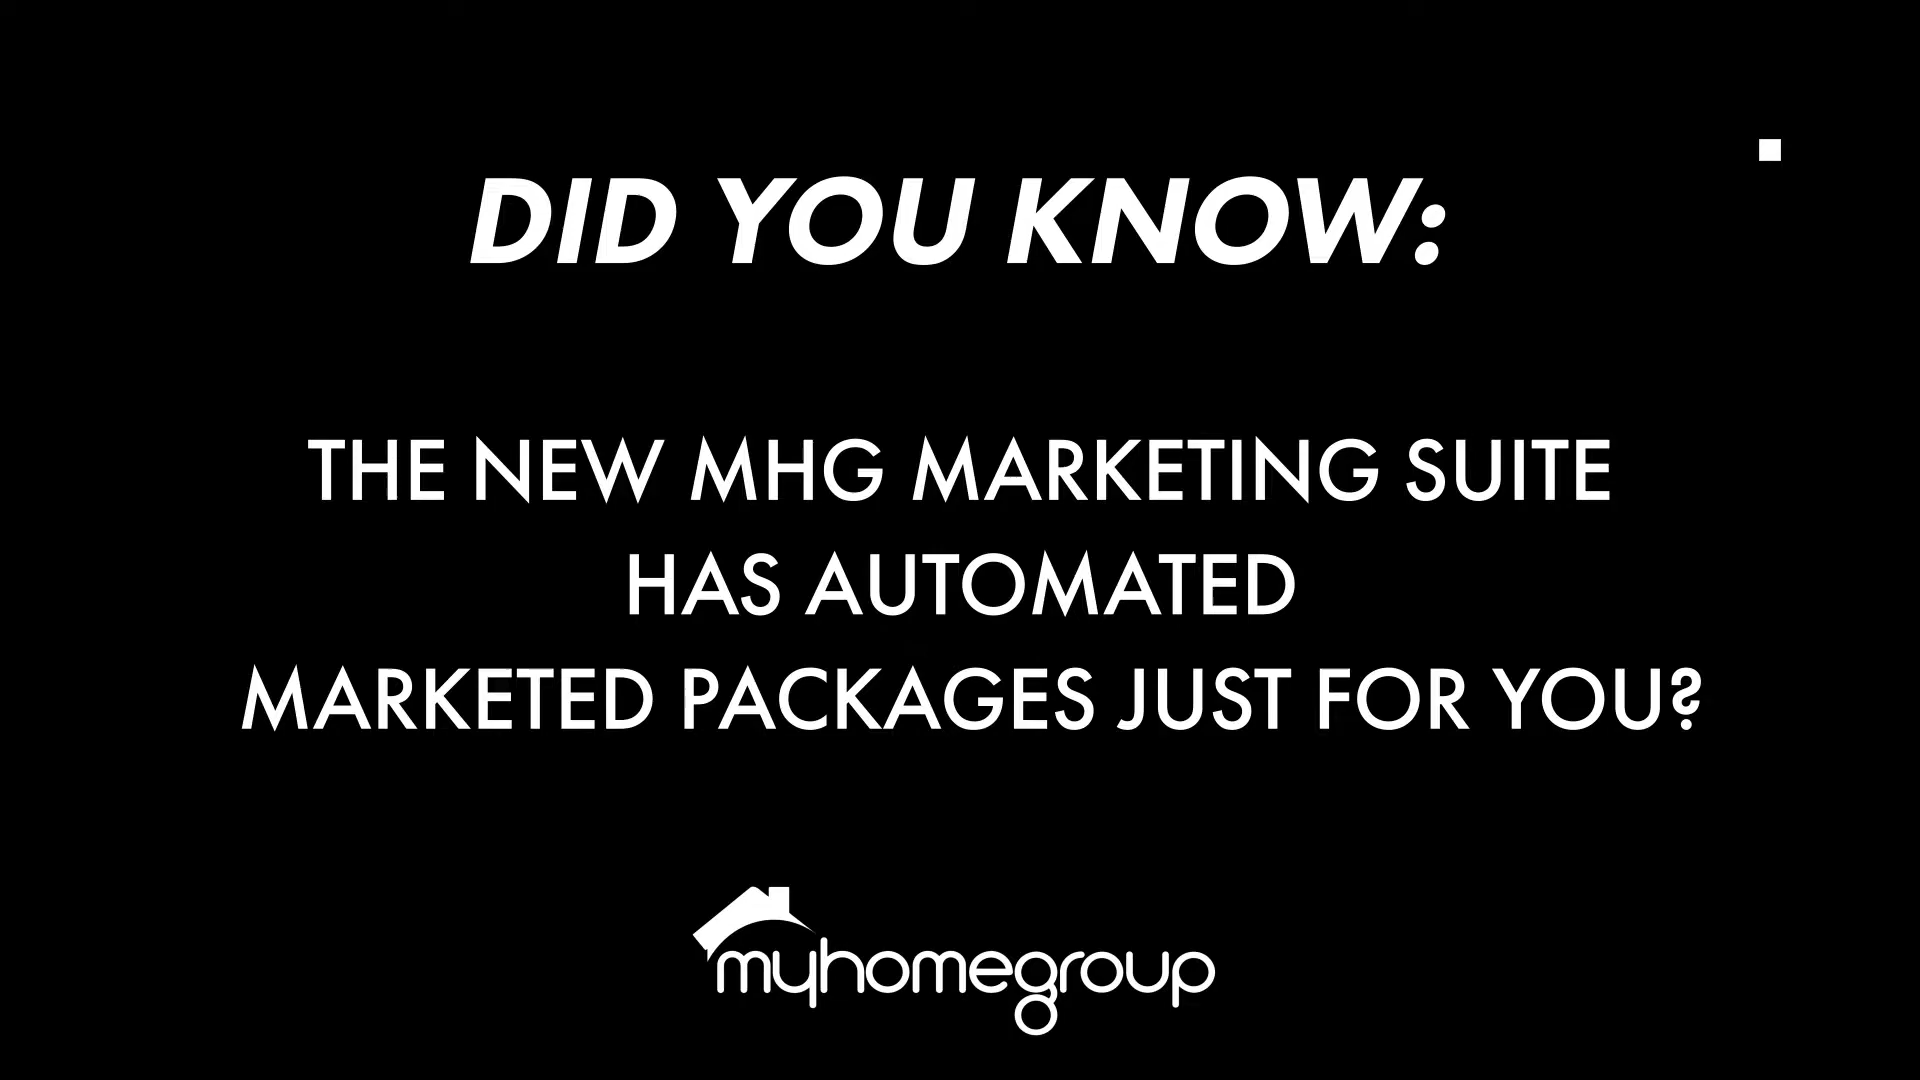 DID YOU KNOW:
THE NEW MHG MARKETING SUITE
HAS AUTOMATED
MARKETED PACKAGES JUST FOR YOU?
myhomegroup